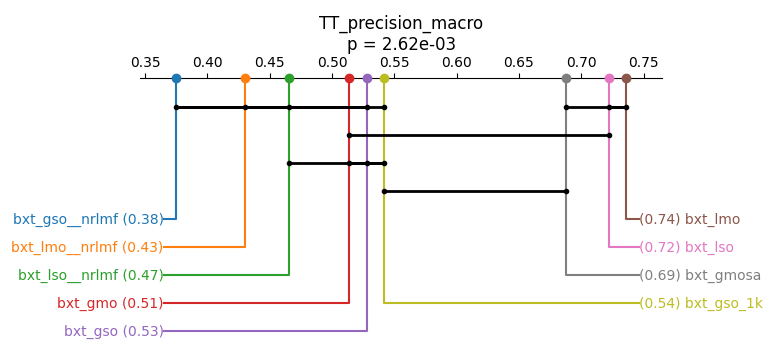 TT_precision_macro
p = 2.62e-03
0.35 0.40 0.45 0.50 0.55 0.60 0.65 0.70 0.75
bxt_gso__nrlmf (0.38)
(0.74) bxt_lmo
bxt_lmo__nrlmf (0.43)
(0.72) bxt_lso
bxt_lso__nrlmf (0.47)
(0.69) bxt_gmosa
bxt_gmo (0.51)
(0.54) bxt_gso_1k
bxt_gso (0.53)